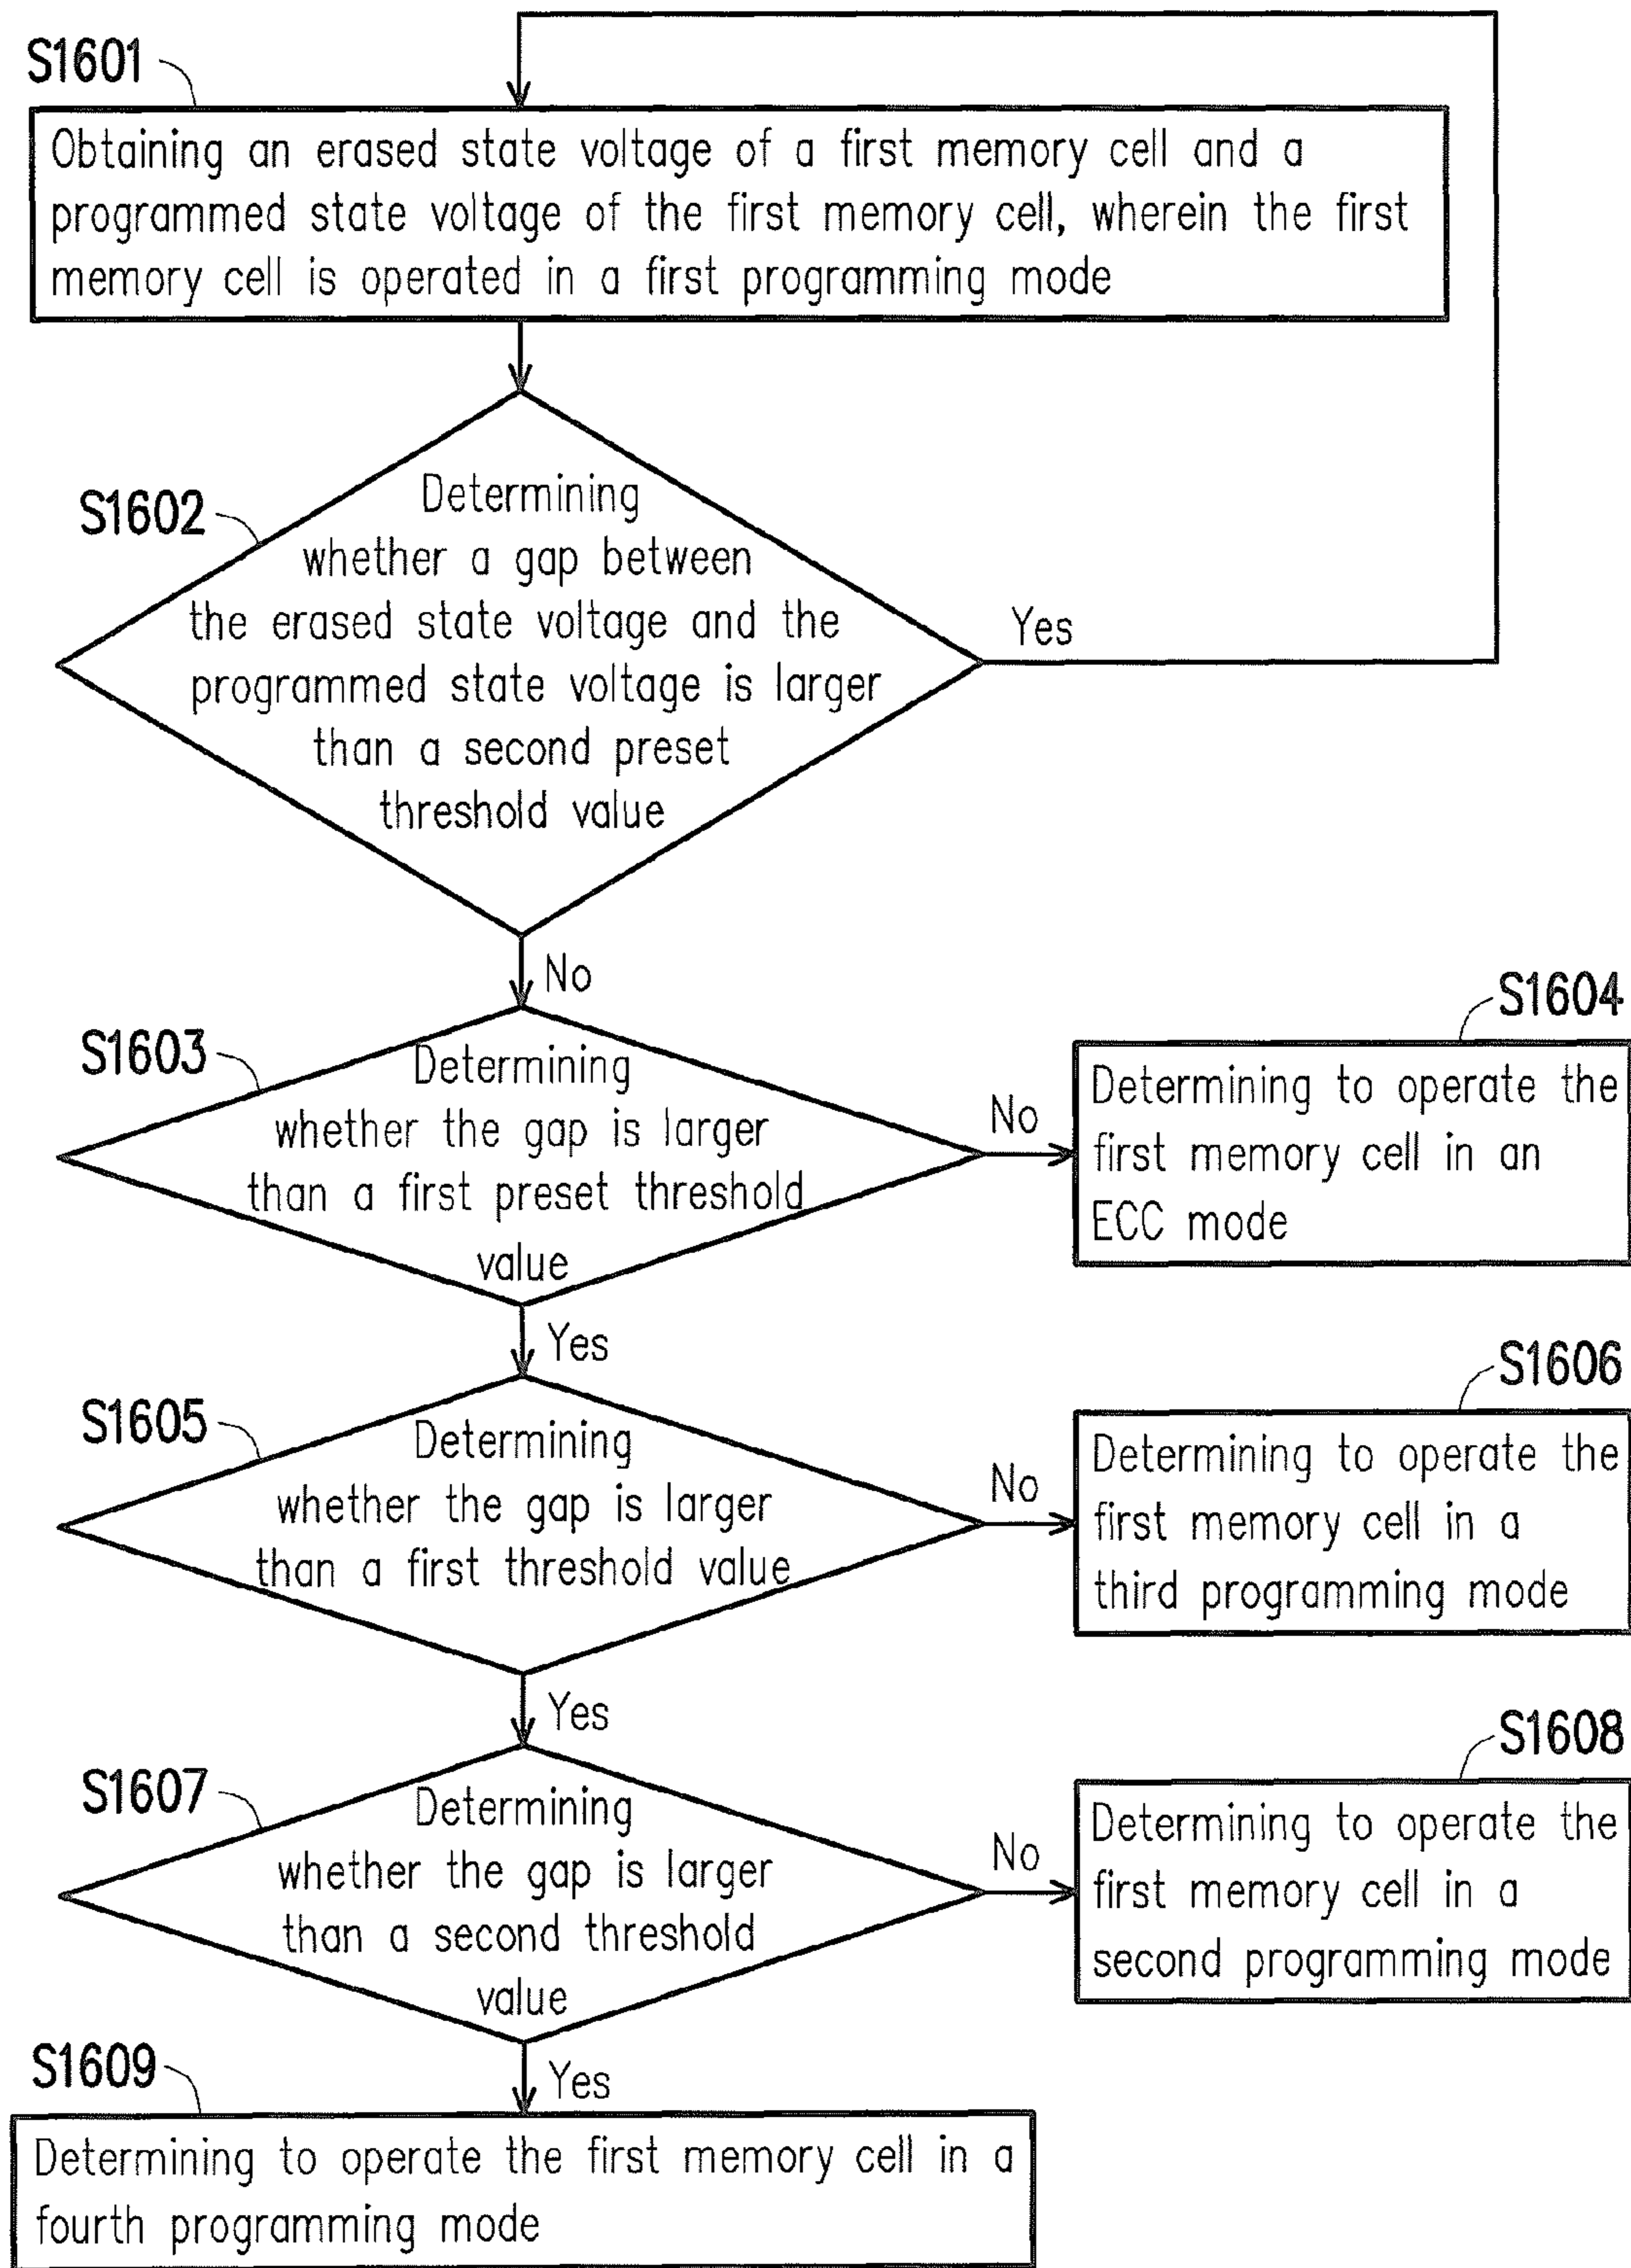 S1601
Obtaining an erased state voltage of a first memory cell and a
programmed state voltage of the first memory cell, wherein the first
memory cell is operated in a first programming mode
S1602
Determining
whether a gap between
the erased state voltage and the
programmed state voltage is larger
than a second preset
threshold value
Yes
No
S1603
Determining
whether the gap is larger
than a first preset threshold
value
No
S1604
Determining to operate the
first memory cell in an
ECC mode
Yes
S1605
Determining
whether the gap is larger
than a first threshold value
No
S1606
Determining to operate the
first memory cell in a
third programming mode
Yes
S1607
Determining
whether the gap is larger
than a second threshold
value
No
S1608
Determining to operate the
first memory cell in a
second programming mode
Yes
S1609
Determining to operate the first memory cell in a
fourth programming mode